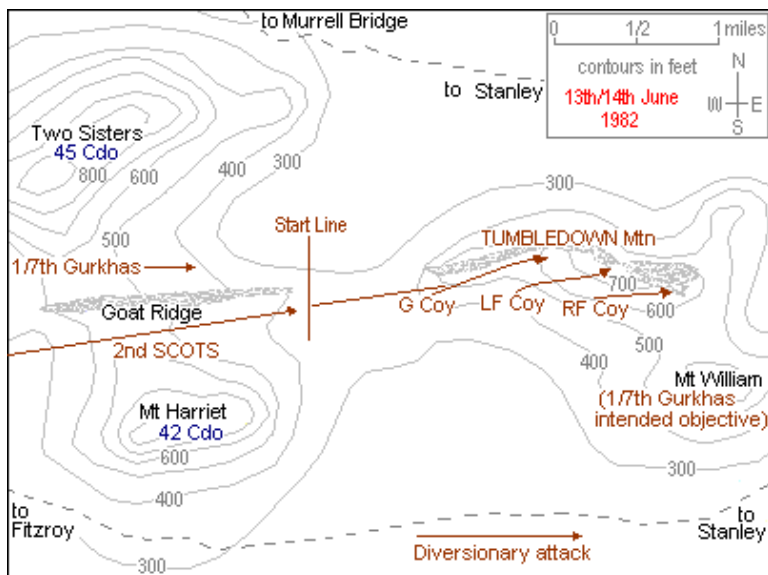 to Murrell Bridge
0 1/2 1 miles
contours in feet
13th/14th June
1982
N
W E
S
to Stanley
Two Sisters
45 Cdo
800
600
400
300
500
Start Line
300
TUMBLEDOWN Mtn
1/7th Gurkhas
Goat Ridge
G Coy
LF Coy
RF Coy
700
600
2nd SCOTS
500
400
Mt William
(1/7th Gurkhas
intended objective)
Mt Harriet
42 Cdo
600
400
300
to
Fitzroy
300
to
Stanley
Diversionary attack